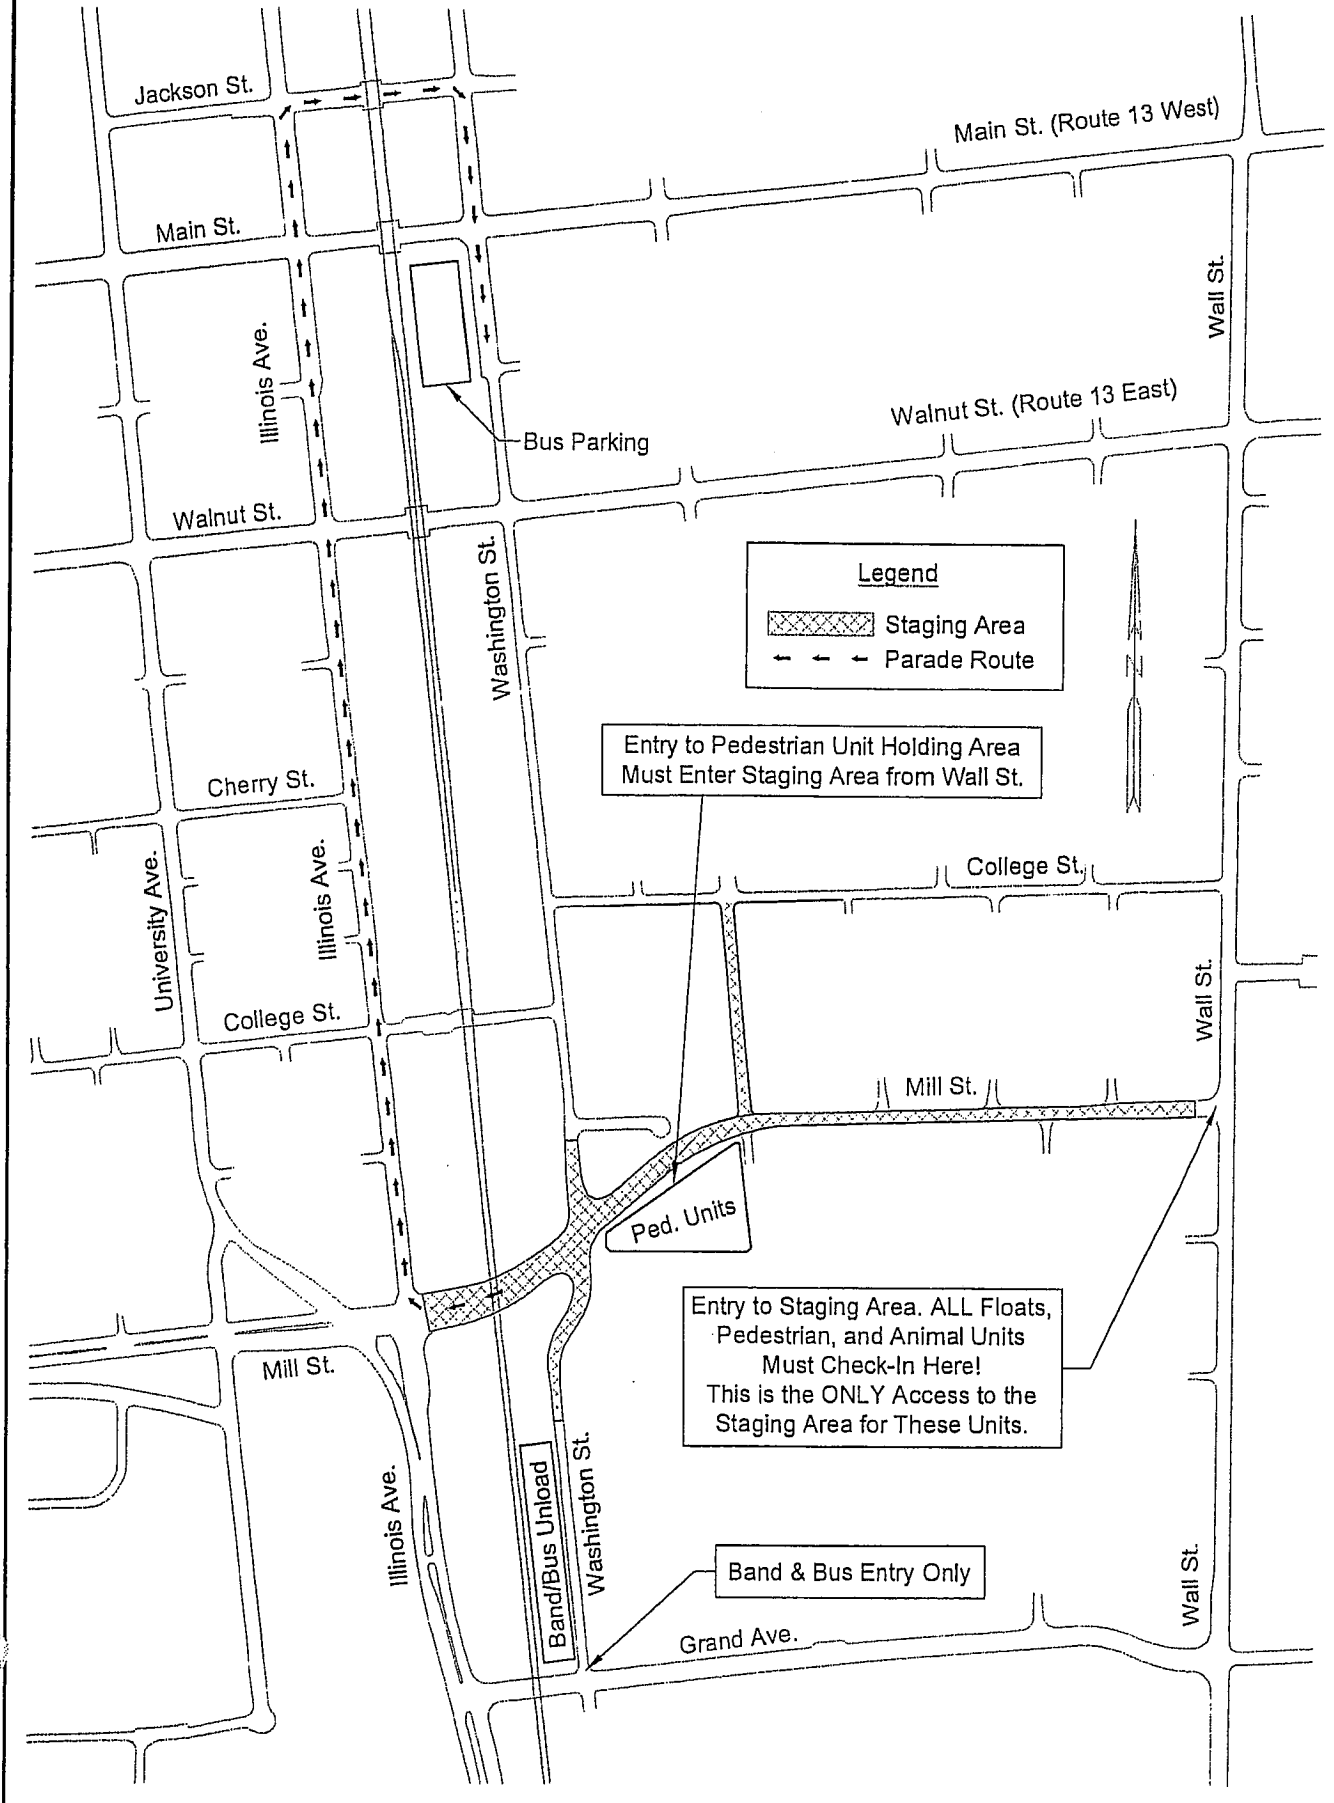 Jackson St.
Main St. (Route 13 West)
Main St.
Wall St.
Illinois Ave.
Walnut St. (Route 13 East)
Bus Parking
Walnut St.
Washington St.
Legend
Staging Area
Parade Route
N
Entry to Pedestrian Unit Holding Area
Must Enter Staging Area from Wall St.
Cherry St.
College St.
University Ave.
Illinois Ave.
Wall St.
College St.
Mill St.
Ped. Units
Entry to Staging Area. ALL Floats,
Pedestrian, and Animal Units
Must Check-In Here!
This is the ONLY Access to the
Staging Area for These Units.
Mill St.
Illinois Ave.
Band/Bus Unload
Washington St.
Band & Bus Entry Only
Wall St.
Grand Ave.